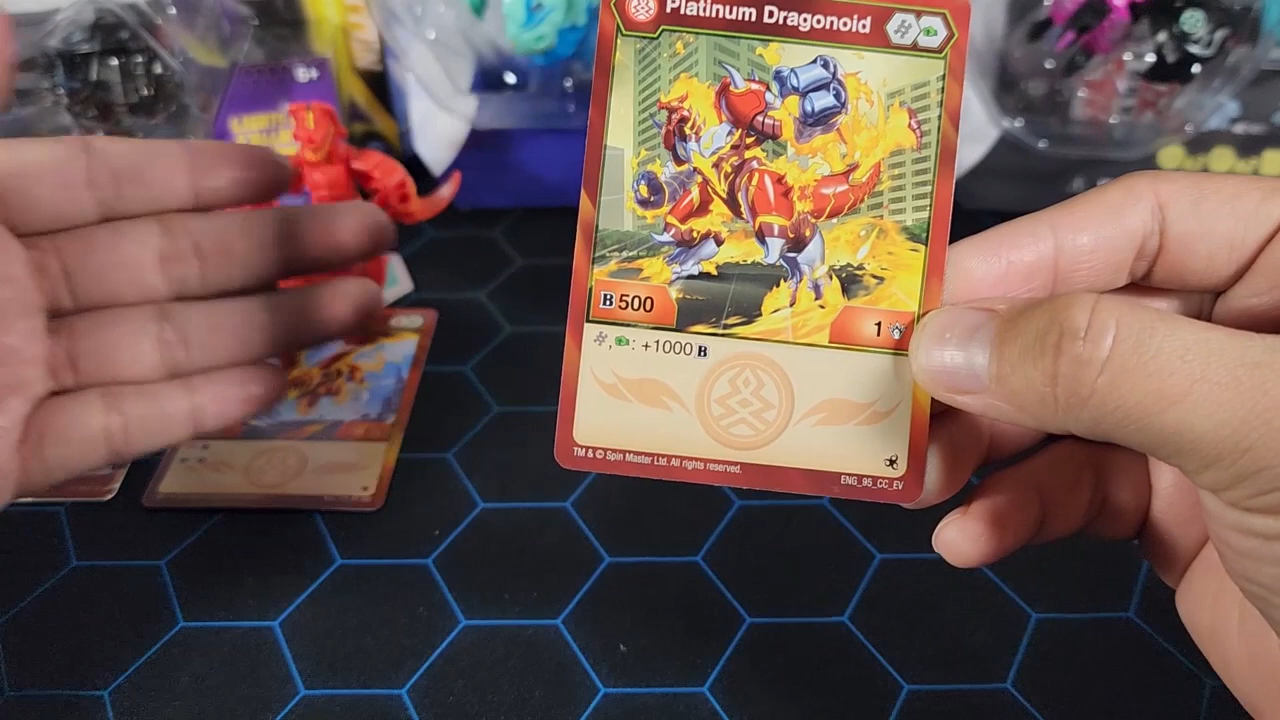 Platinum Dragonoid
B 500
1
, : +1000 B
TM & © Spin Master Ltd. All rights reserved.
ENG_95_CC_EV